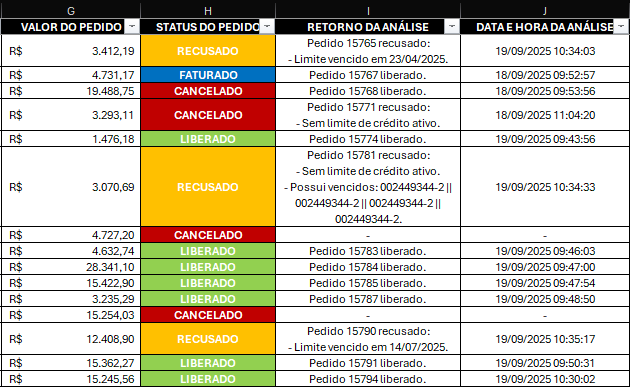 G H I J
VALOR DO PEDIDO STATUS DO PEDIDO RETORNO DA ANÁLISE DATA E HORA DA ANÁLISE
R$ 3.412,19 RECUSADO Pedido 15765 recusado: 19/09/2025 10:34:03
- Limite vencido em 23/04/2025.
R$ 4.731,17 FATURADO Pedido 15767 liberado. 18/09/2025 09:52:57
R$ 19.488,75 CANCELADO Pedido 15768 liberado. 18/09/2025 09:53:56
R$ 3.293,11 CANCELADO Pedido 15771 recusado: 18/09/2025 11:04:20
- Sem limite de crédito ativo.
R$ 1.476,18 LIBERADO Pedido 15774 liberado. 19/09/2025 09:43:56
R$ 3.070,69 RECUSADO Pedido 15781 recusado: 19/09/2025 10:34:33
- Sem limite de crédito ativo.
- Possui vencidos: 002449344-2 ||
002449344-2 || 002449344-2 ||
002449344-2.
R$ 4.727,20 CANCELADO - -
R$ 4.632,74 LIBERADO Pedido 15783 liberado. 19/09/2025 09:46:03
R$ 28.341,10 LIBERADO Pedido 15784 liberado. 19/09/2025 09:47:00
R$ 15.422,90 LIBERADO Pedido 15785 liberado. 19/09/2025 09:47:54
R$ 3.235,29 LIBERADO Pedido 15787 liberado. 19/09/2025 09:48:50
R$ 15.254,03 CANCELADO - -
R$ 12.408,90 RECUSADO Pedido 15790 recusado: 19/09/2025 10:35:17
- Limite vencido em 14/07/2025.
R$ 15.362,27 LIBERADO Pedido 15791 liberado. 19/09/2025 09:50:31
R$ 15.245,56 LIBERADO Pedido 15794 liberado. 19/09/2025 10:30:02